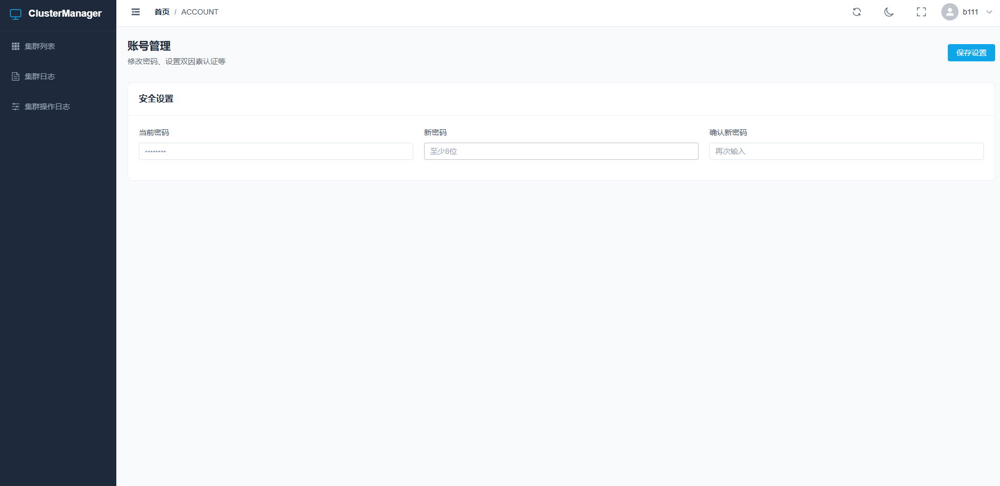 ClusterManager
集群列表
集群日志
集群操作日志
首页 / ACCOUNT
b111
账号管理
修改密码、设置双因素认证等
保存设置
安全设置
当前密码
••••••••
新密码
至少8位
确认新密码
再次输入